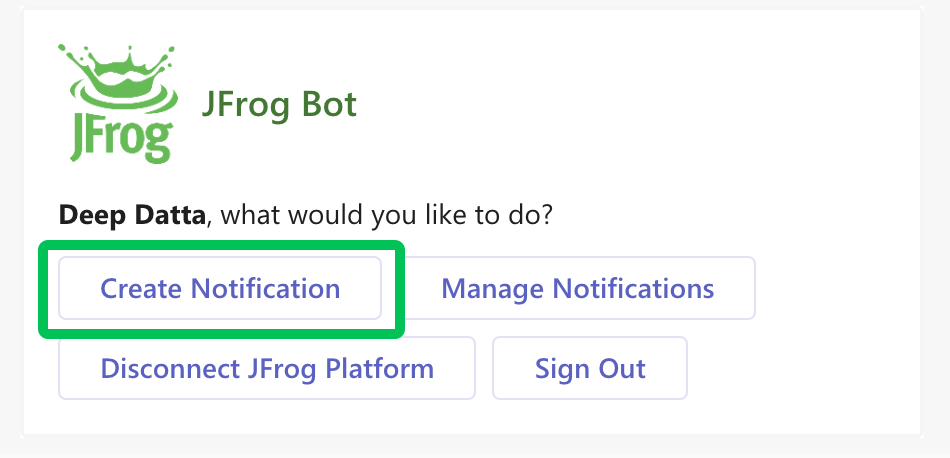 JFrog
JFrog Bot
Deep Datta, what would you like to do?
Create Notification
Manage Notifications
Disconnect JFrog Platform
Sign Out